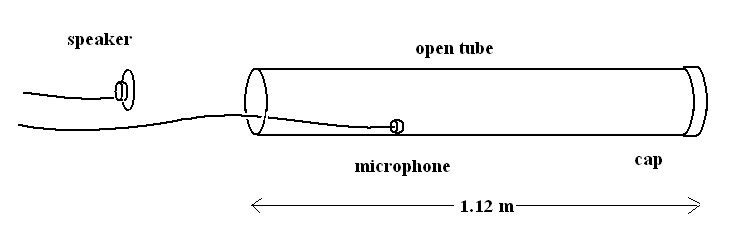 speaker
open tube
microphone
cap
1.12 m